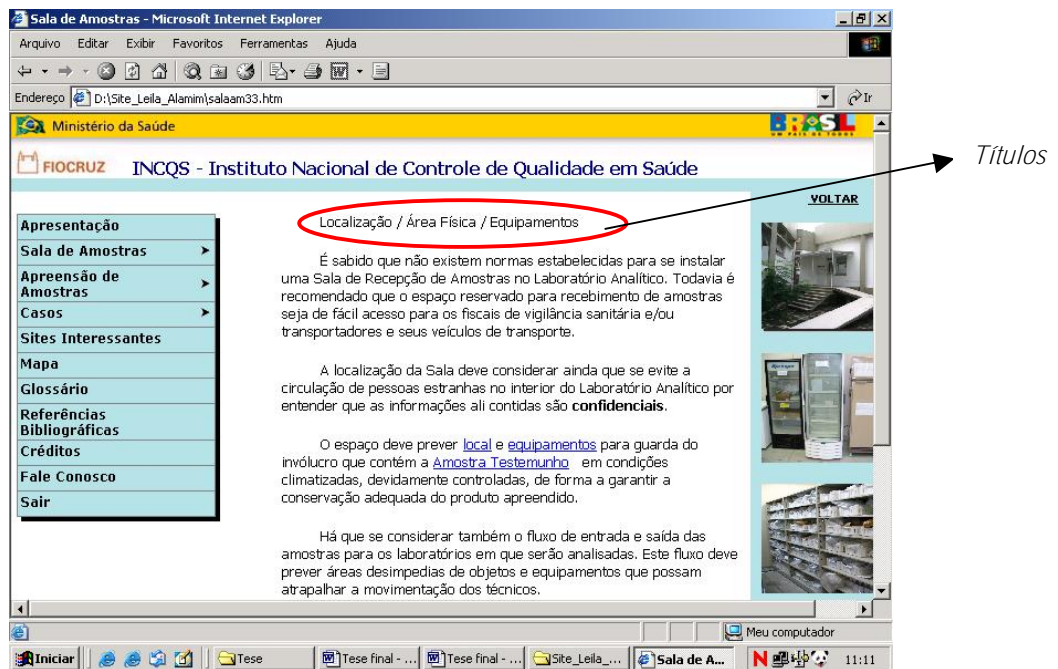 Sala de Amostras - Microsoft Internet Explorer
Arquivo Editar Exibir Favoritos Ferramentas Ajuda
Endereço D:\Site_Leila_Alamim\salaam33.htm Ir
Ministério da Saúde
BRASIL
UM PAÍS DE TODOS
FIOCRUZ INCQS - Instituto Nacional de Controle de Qualidade em Saúde
Títulos
VOLTAR
Apresentação
Sala de Amostras
Apreensão de
Amostras
Casos
Sites Interessantes
Mapa
Glossário
Referências
Bibliográficas
Créditos
Fale Conosco
Sair
Localização / Área Física / Equipamentos
É sabido que não existem normas estabelecidas para se instalar
uma Sala de Recepção de Amostras no Laboratório Analítico. Todavia é
recomendado que o espaço reservado para recebimento de amostras
seja de fácil acesso para os fiscais de vigilância sanitária e/ou
transportadores e seus veículos de transporte.
A localização da Sala deve considerar ainda que se evite a
circulação de pessoas estranhas no interior do Laboratório Analítico por
entender que as informações ali contidas são confidenciais.
O espaço deve prever local e equipamentos para guarda do
invólucro que contém a Amostra Testemunho em condições
climatizadas, devidamente controladas, de forma a garantir a
conservação adequada do produto apreendido.
Há que se considerar também o fluxo de entrada e saída das
amostras para os laboratórios em que serão analisadas. Este fluxo deve
prever áreas desimpedias de objetos e equipamentos que possam
atrapalhar a movimentação dos técnicos.
Meu computador
Iniciar Tese Tese final - ... Tese final - ... Site_Leila_... Sala de A... N 11:11